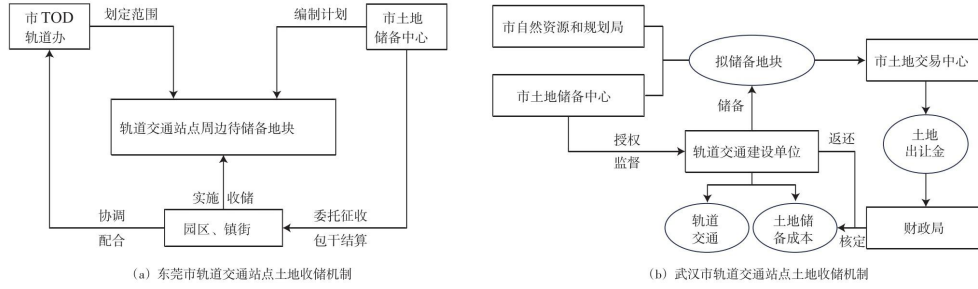 市 TOD
轨道办
划定范围
编制计划
市土地
储备中心
轨道交通站点周边待储备地块
实施 收储
协调
配合
园区、镇街
委托征收
包干结算
(a) 东莞市轨道交通站点土地收储机制
市自然资源和规划局
拟储备地块
市土地交易中心
市土地储备中心
储备
授权
监督
轨道交通建设单位
返还
土地
出让金
轨道
交通
土地储
备成本
核定
财政局
(b) 武汉市轨道交通站点土地收储机制